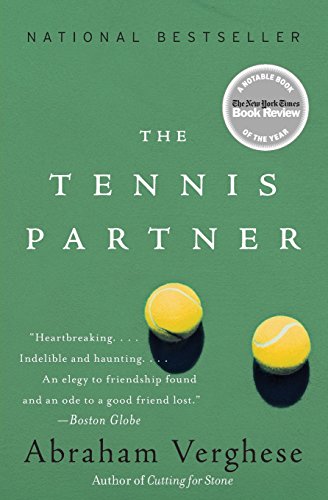 NATIONAL BESTSELLER
A NOTABLE BOOK
The New York Times
Book Review
OF THE YEAR
THE
TENNIS
PARTNER
"Heartbreaking. . . .
Indelible and haunting. . . .
An elegy to friendship found
and an ode to a good friend lost."
—Boston Globe
Abraham Verghese
Author of Cutting for Stone